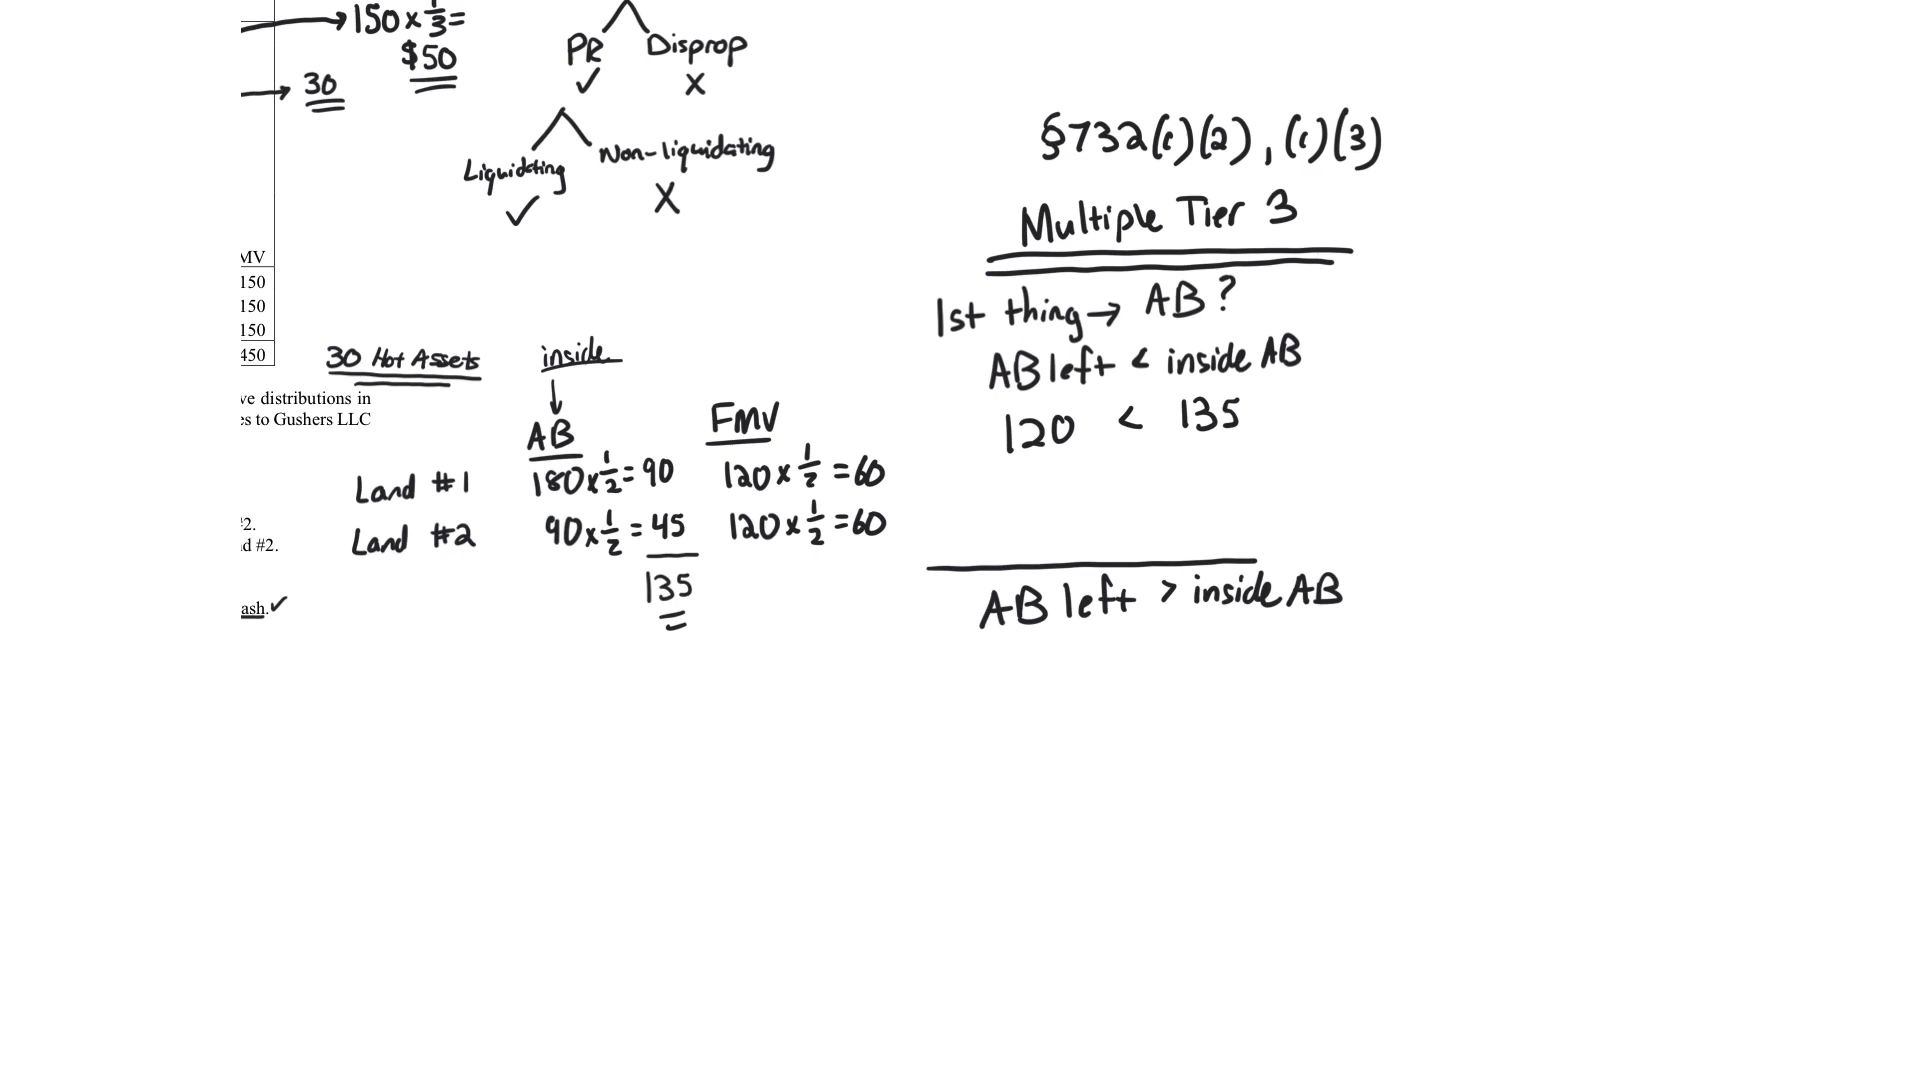 150 x 1/3 =
$50
30
PR Disprop
✓ X
Liquidating Non-liquidating
✓ X
MV
150
150
150
450
ve distributions in
es to Gushers LLC
#2.
d #2.
ash. ✓
30 Hot Assets inside
↓
AB FMV
Land #1 180 x 1/2 = 90 120 x 1/2 = 60
Land #2 90 x 1/2 = 45 120 x 1/2 = 60
135
§732(c)(2), (c)(3)
Multiple Tier 3
1st thing → AB?
AB left < inside AB
120 < 135
AB left > inside AB